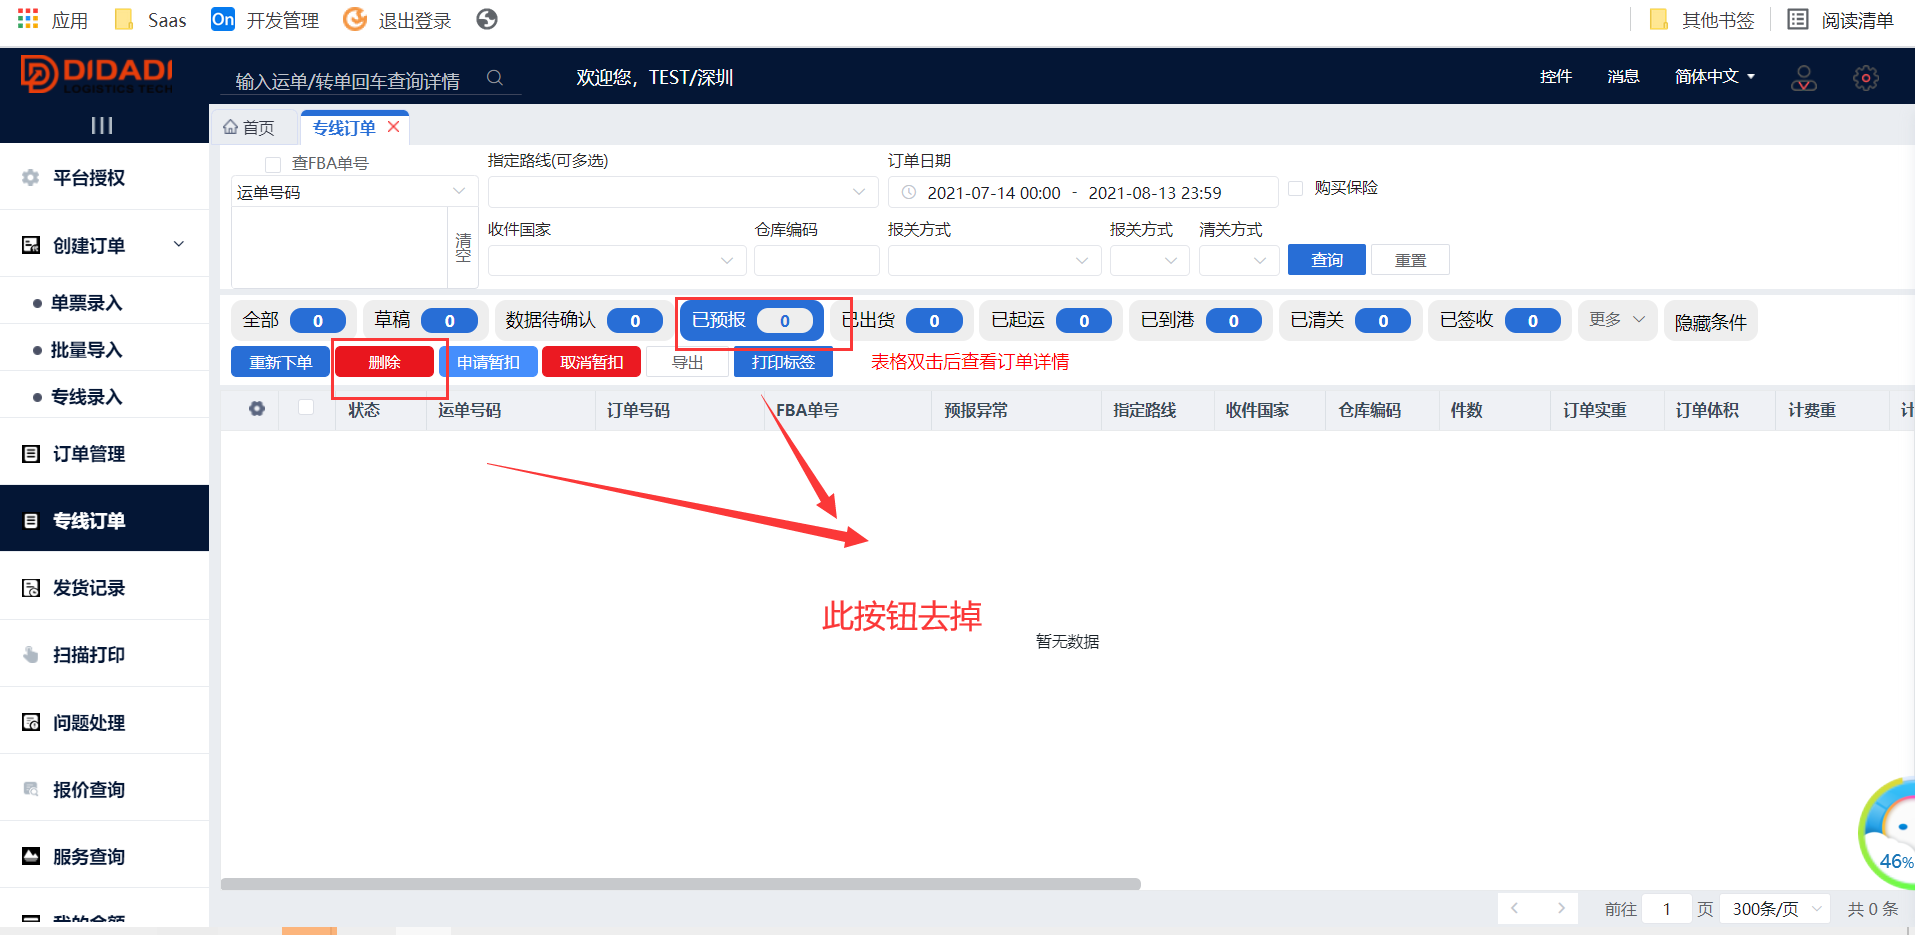 应用 Saas On 开发管理 退出登录 其他书签 阅读清单
DIDADI
LOGISTICS TECH
输入运单/转单回车查询详情 欢迎您，TEST/深圳 控件 消息 简体中文
首页 专线订单
平台授权
创建订单
单票录入
批量导入
专线录入
订单管理
专线订单
发货记录
扫描打印
问题处理
报价查询
服务查询
查FBA单号 指定路线(可多选) 订单日期
运单号码 2021-07-14 00:00 - 2021-08-13 23:59 购买保险
清空
收件国家 仓库编码 报关方式 报关方式 清关方式
查询 重置
全部 0 草稿 0 数据待确认 0 已预报 0 已出货 0 已起运 0 已到港 0 已清关 0 已签收 0 更多 隐藏条件
重新下单 删除 申请暂扣 取消暂扣 导出 打印标签 表格双击后查看订单详情
状态 运单号码 订单号码 FBA单号 预报异常 指定路线 收件国家 仓库编码 件数 订单实重 订单体积 计费重 计
此按钮去掉
暂无数据
46%
前往 1 页 300条/页 共 0 条